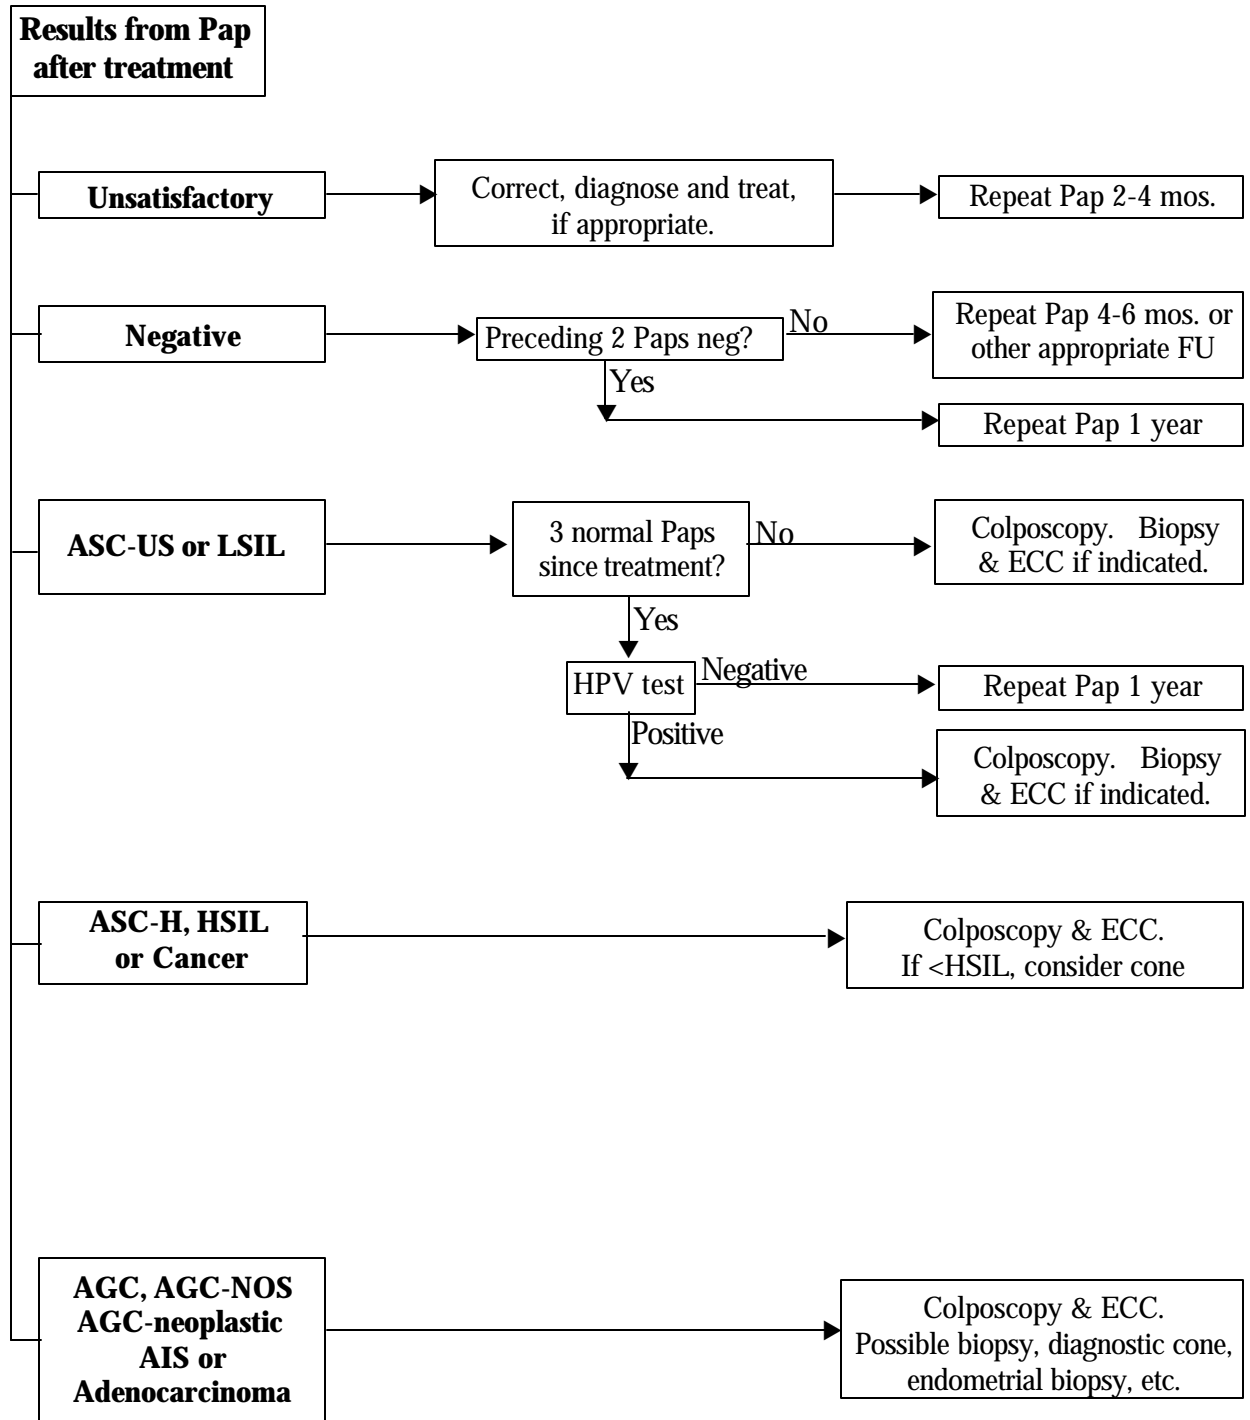 Results from Pap
after treatment
Unsatisfactory
Correct, diagnose and treat,
if appropriate.
Repeat Pap 2-4 mos.
Negative
Preceding 2 Paps neg?
No
Repeat Pap 4-6 mos. or
other appropriate FU
Yes
Repeat Pap 1 year
ASC-US or LSIL
3 normal Paps
since treatment?
No
Colposcopy. Biopsy
& ECC if indicated.
Yes
HPV test
Negative
Repeat Pap 1 year
Positive
Colposcopy. Biopsy
& ECC if indicated.
ASC-H, HSIL
or Cancer
Colposcopy & ECC.
If <HSIL, consider cone
AGC, AGC-NOS
AGC-neoplastic
AIS or
Adenocarcinoma
Colposcopy & ECC.
Possible biopsy, diagnostic cone,
endometrial biopsy, etc.